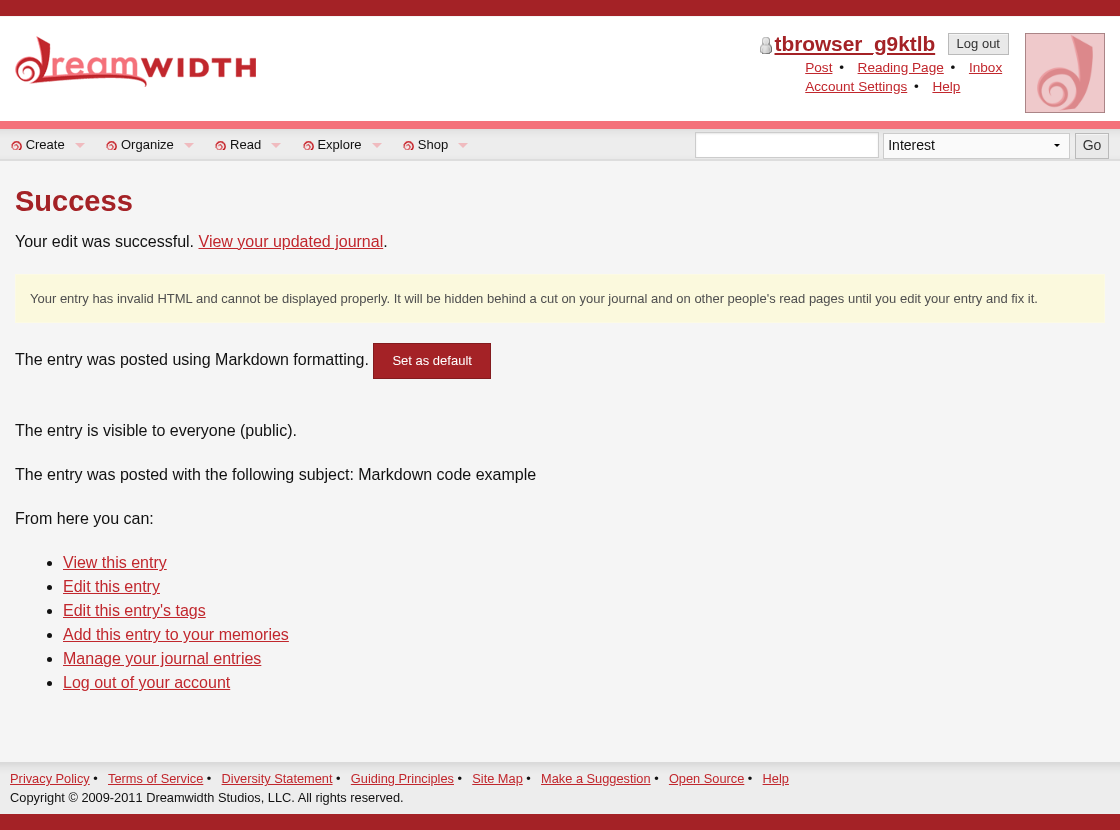 dreamWIDTH
tbrowser_g9ktlb Log out
Post • Reading Page • Inbox
Account Settings • Help
Create Organize Read Explore Shop Interest Go
Success
Your edit was successful. View your updated journal.
Your entry has invalid HTML and cannot be displayed properly. It will be hidden behind a cut on your journal and on other people's read pages until you edit your entry and fix it.
The entry was posted using Markdown formatting. Set as default
The entry is visible to everyone (public).
The entry was posted with the following subject: Markdown code example
From here you can:
• View this entry
• Edit this entry
• Edit this entry's tags
• Add this entry to your memories
• Manage your journal entries
• Log out of your account
Privacy Policy • Terms of Service • Diversity Statement • Guiding Principles • Site Map • Make a Suggestion • Open Source • Help
Copyright © 2009-2011 Dreamwidth Studios, LLC. All rights reserved.